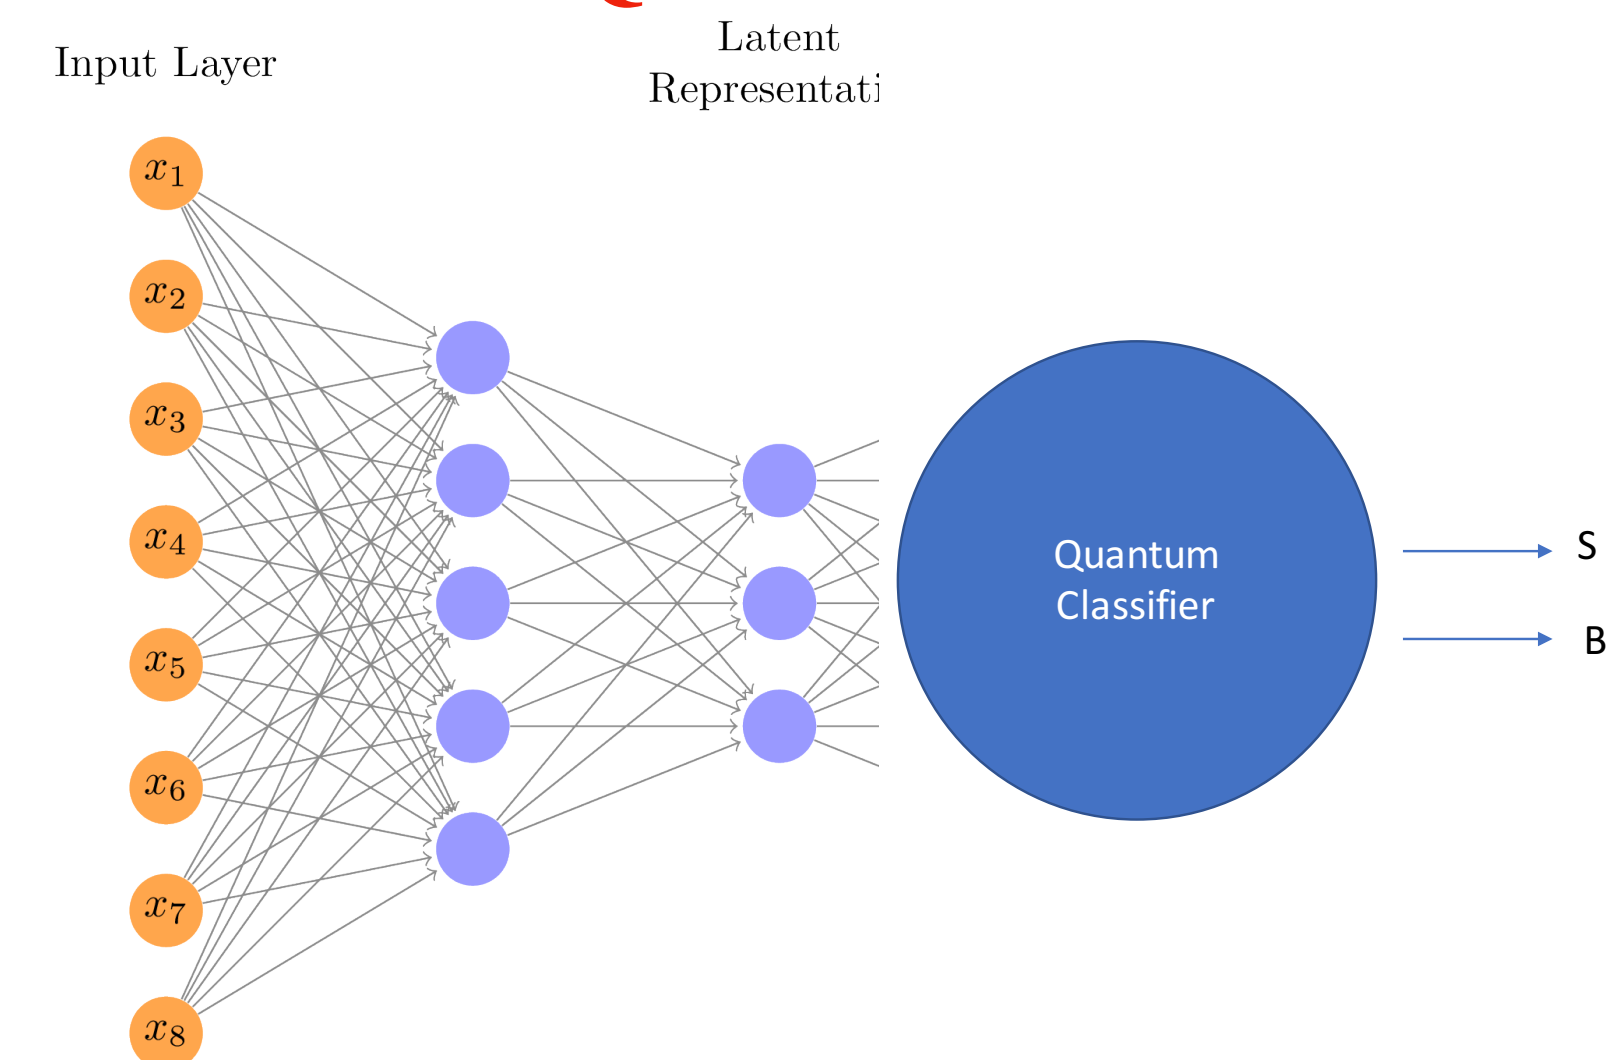 Latent
Input Layer
Representati
x1
x2
x3
x4
x5
x6
x7
x8
Quantum
Classifier
S
B